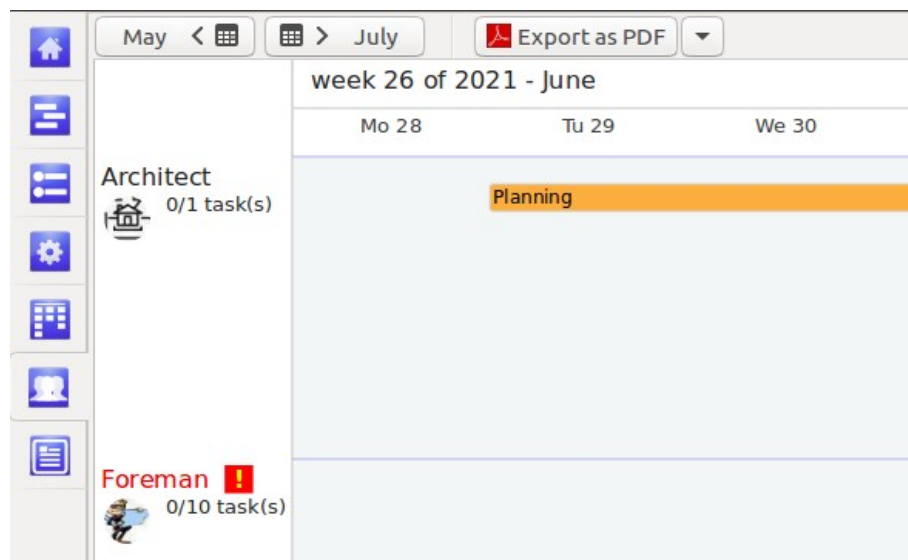 May < > July Export as PDF
week 26 of 2021 - June
Mo 28 Tu 29 We 30
Architect
0/1 task(s)
Planning
Foreman !
0/10 task(s)